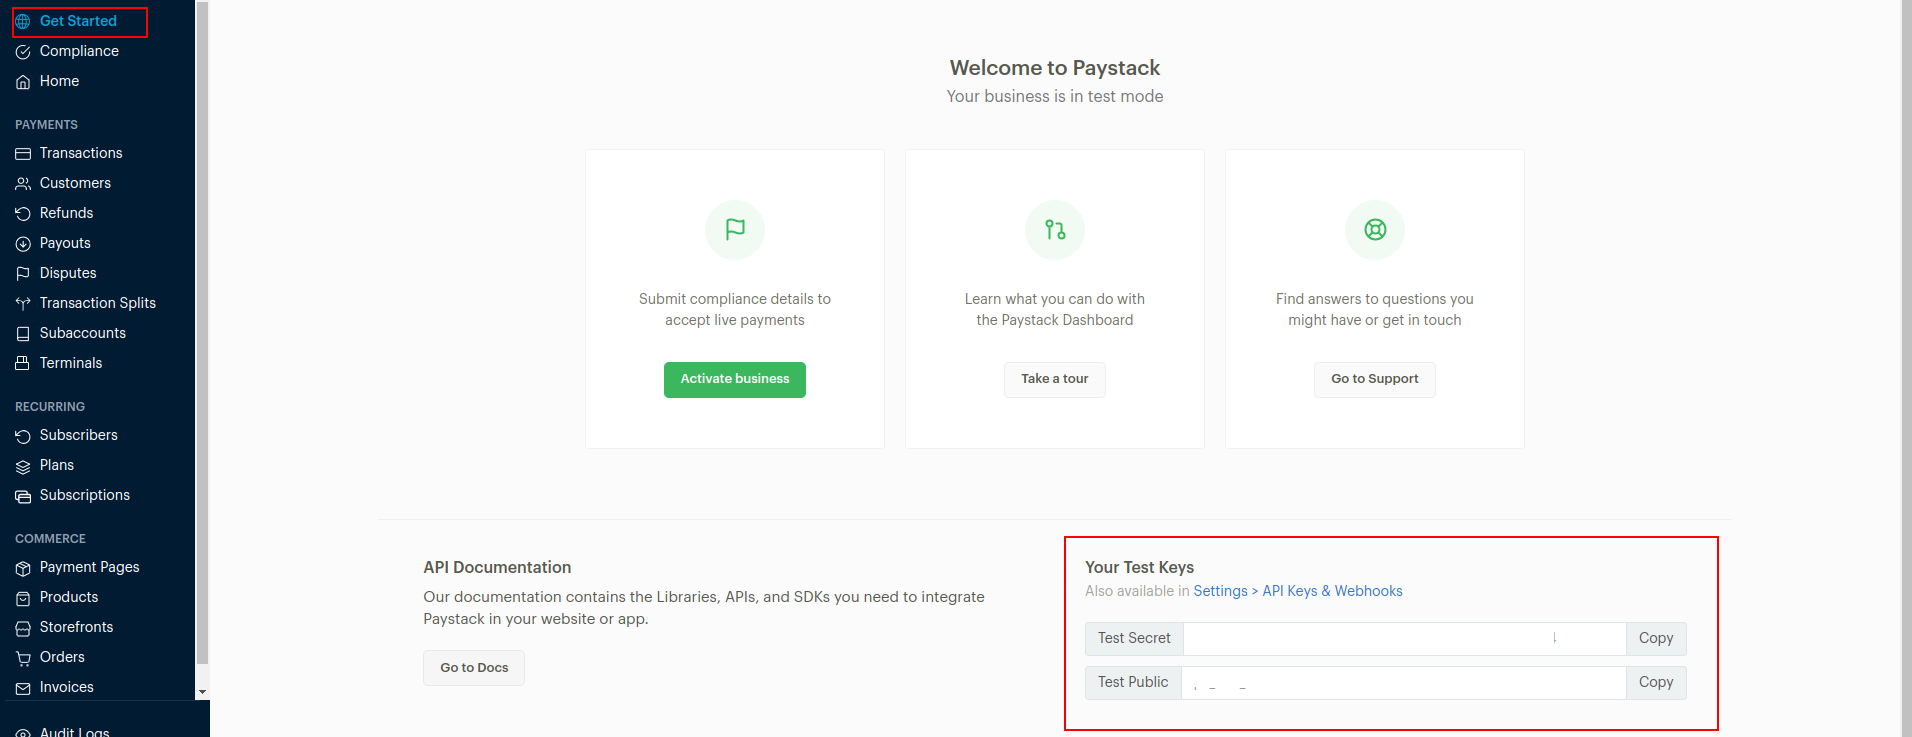 Get Started
Compliance
Home
PAYMENTS
Transactions
Customers
Refunds
Payouts
Disputes
Transaction Splits
Subaccounts
Terminals
RECURRING
Subscribers
Plans
Subscriptions
COMMERCE
Payment Pages
Products
Storefronts
Orders
Invoices
Audit Logs
Welcome to Paystack
Your business is in test mode
Submit compliance details to
accept live payments
Activate business
Learn what you can do with
the Paystack Dashboard
Take a tour
Find answers to questions you
might have or get in touch
Go to Support
API Documentation
Our documentation contains the Libraries, APIs, and SDKs you need to integrate
Paystack in your website or app.
Go to Docs
Your Test Keys
Also available in Settings > API Keys & Webhooks
Test Secret Copy
Test Public Copy